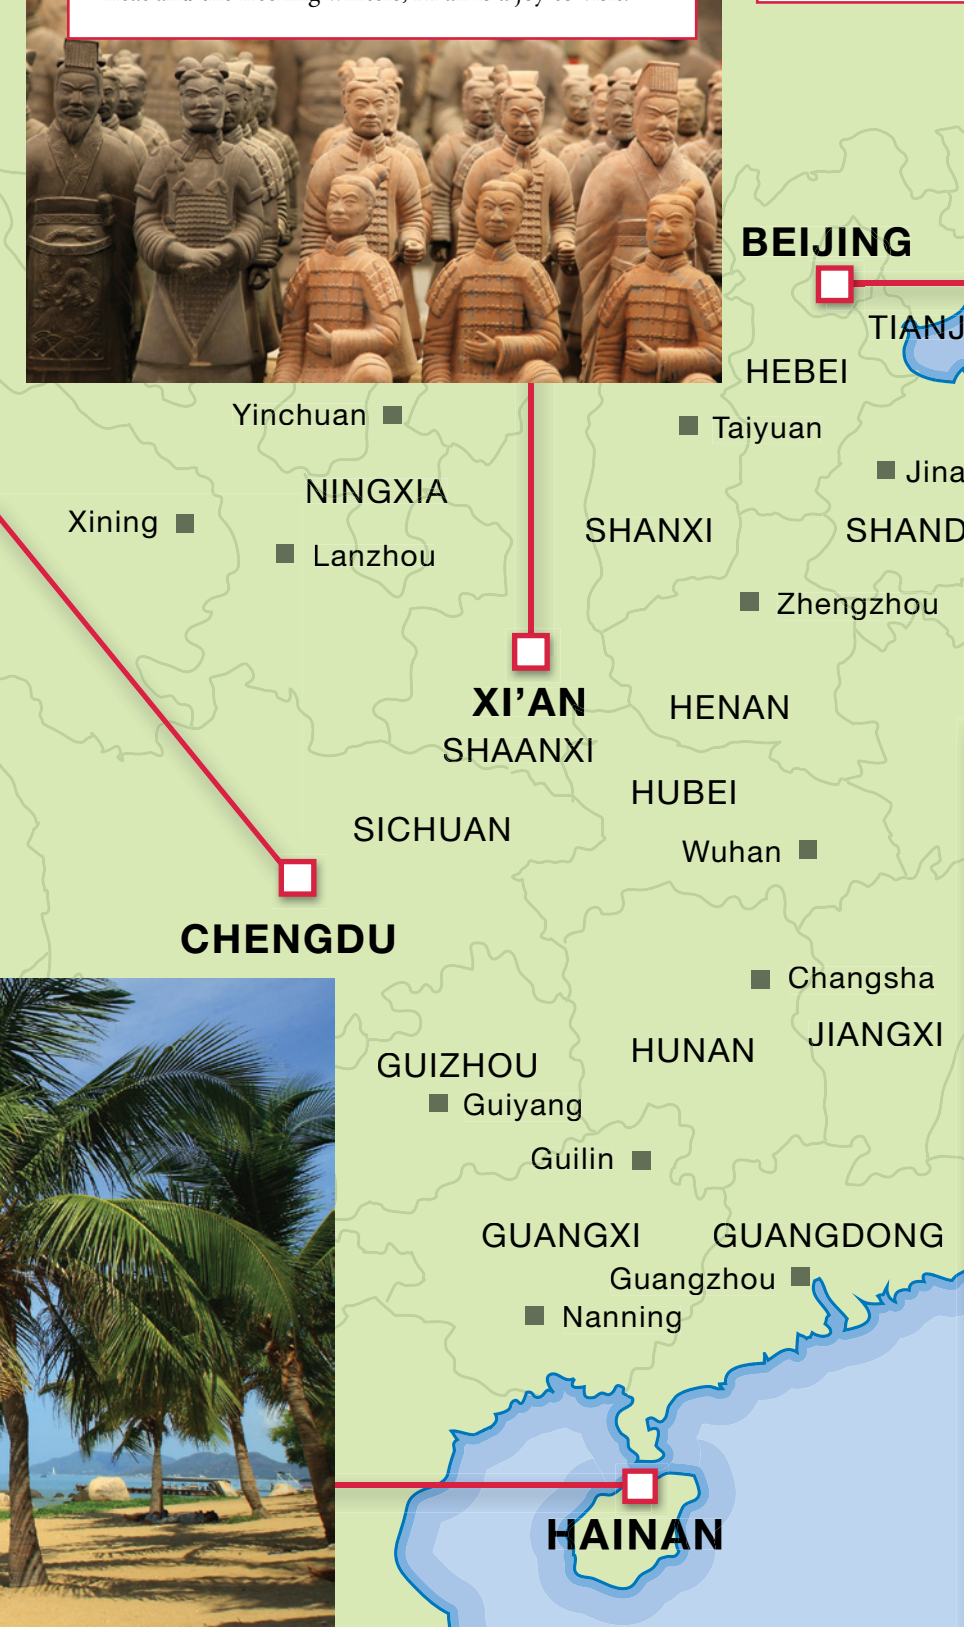 BEIJING
TIANJ
HEBEI
Yinchuan
Taiyuan
Jina
NINGXIA
Xining
SHANXI
SHAND
Lanzhou
Zhengzhou
XI’AN
HENAN
SHAANXI
HUBEI
SICHUAN
Wuhan
CHENGDU
Changsha
JIANGXI
HUNAN
GUIZHOU
Guiyang
Guilin
GUANGXI
GUANGDONG
Guangzhou
Nanning
HAINAN